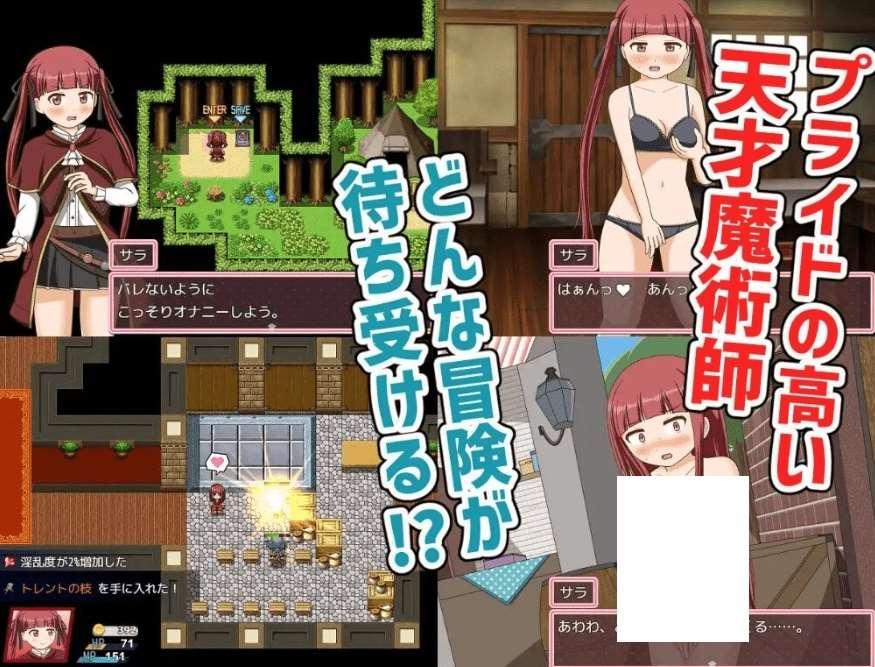 ENTER SAVE
サラ
バレないように
こっそりオナニーしよう。
サラ
はぁんっ♥ あんっ
プライドの高い
天才魔術師
どんな冒険が
待ち受ける!?
淫乱度が2%増加した
トレントの枝 を手に入れた!
392
HP 71
MP 151
サラ
あわわ、
くる……。